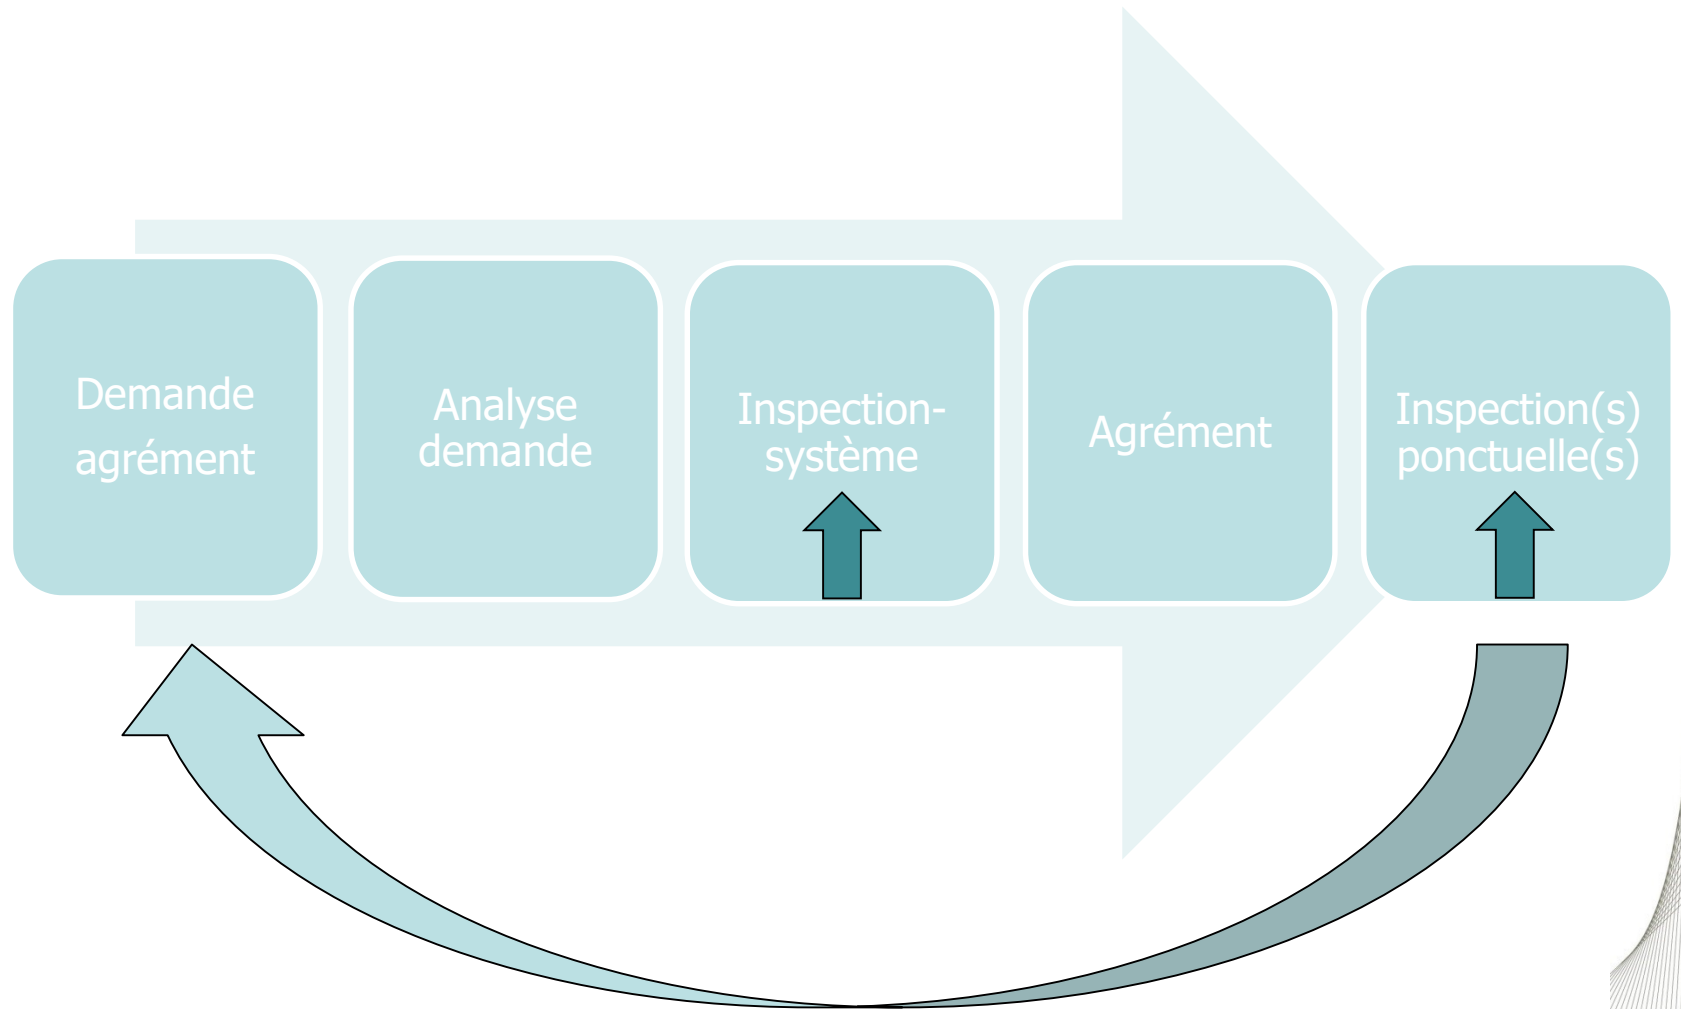 Demande
agrément
Analyse
demande
Inspection-
système
Agrément
Inspection(s)
ponctuelle(s)